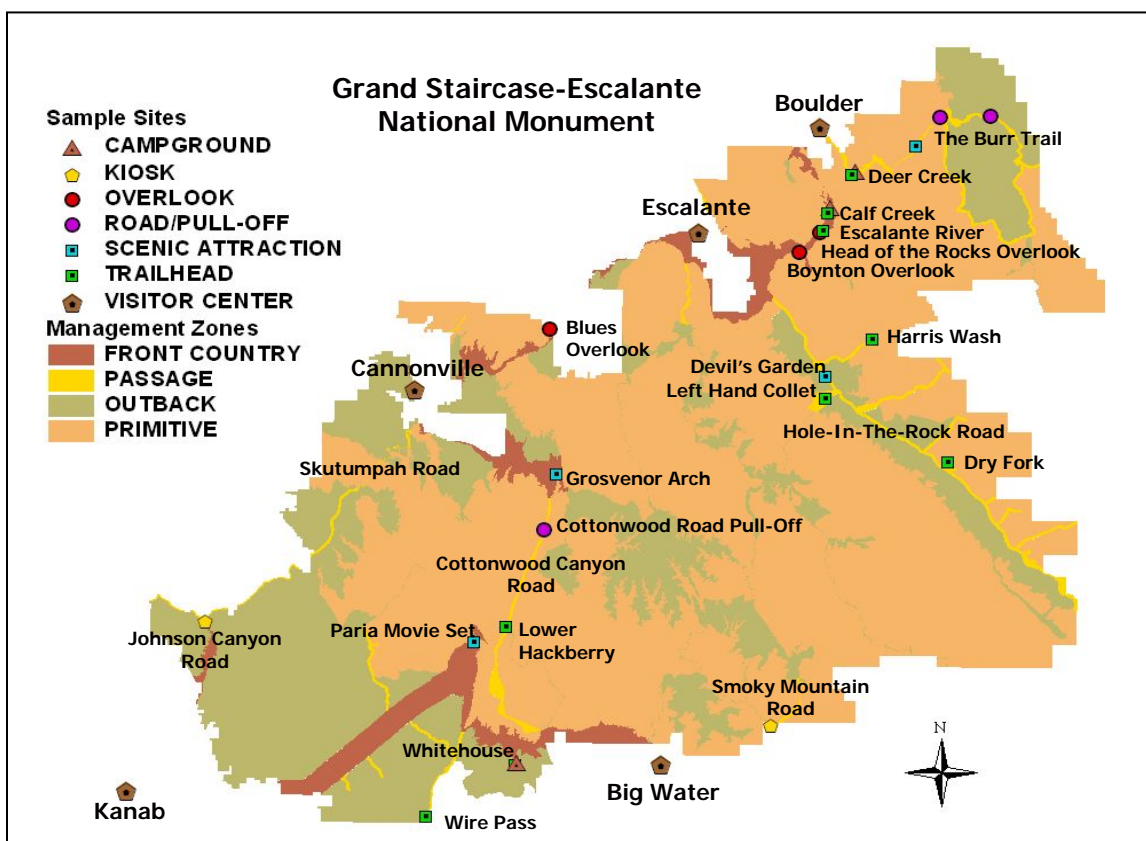 Grand Staircase-Escalante
National Monument
Sample Sites
CAMPGROUND
KIOSK
OVERLOOK
ROAD/PULL-OFF
SCENIC ATTRACTION
TRAILHEAD
VISITOR CENTER
Management Zones
FRONT COUNTRY
PASSAGE
OUTBACK
PRIMITIVE
Boulder
The Burr Trail
Deer Creek
Calf Creek
Escalante
Escalante River
Head of the Rocks Overlook
Boynton Overlook
Blues
Overlook
Harris Wash
Cannonville
Devil's Garden
Left Hand Collet
Hole-In-The-Rock Road
Skutumpah Road
Dry Fork
Grosvenor Arch
Cottonwood Road Pull-Off
Cottonwood Canyon
Road
Johnson Canyon
Road
Paria Movie Set
Lower
Hackberry
Smoky Mountain
Road
Whitehouse
N
Kanab
Big Water
Wire Pass